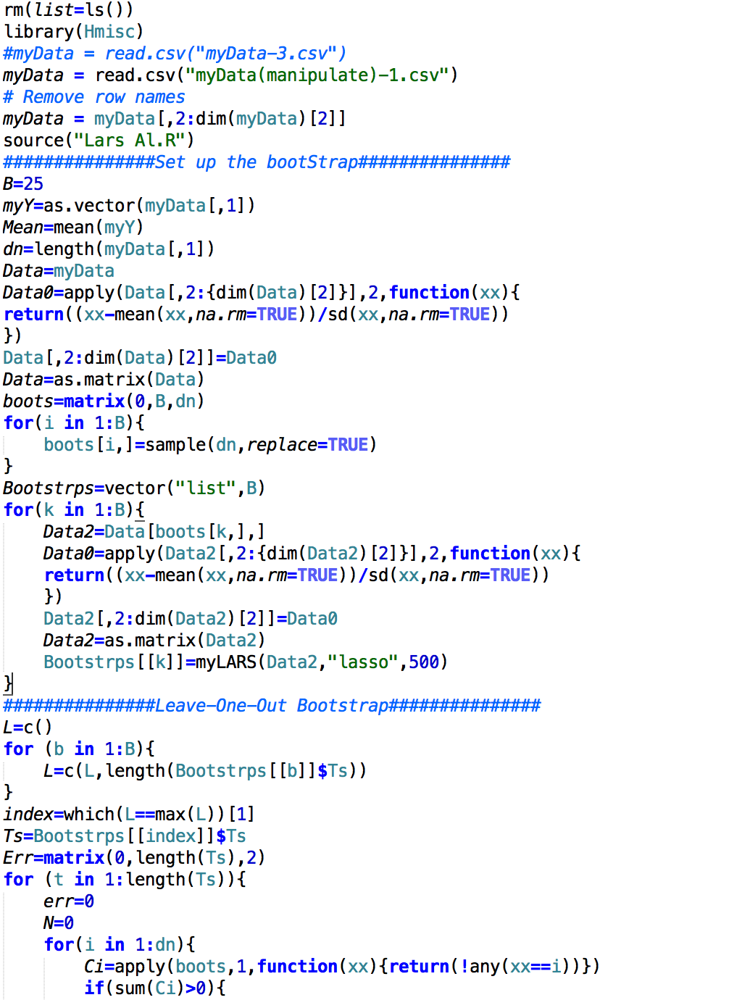 rm(list=ls())
library(Hmisc)
#myData = read.csv("myData-3.csv")
myData = read.csv("myData(manipulate)-1.csv")
# Remove row names
myData = myData[,2:dim(myData)[2]]
source("Lars Al.R")
###############Set up the bootStrap###############
B=25
myY=as.vector(myData[,1])
Mean=mean(myY)
dn=length(myData[,1])
Data=myData
Data0=apply(Data[,2:{dim(Data)[2]}],2,function(xx){
return((xx-mean(xx,na.rm=TRUE))/sd(xx,na.rm=TRUE))
})
Data[,2:dim(Data)[2]]=Data0
Data=as.matrix(Data)
boots=matrix(0,B,dn)
for(i in 1:B){
    boots[i,]=sample(dn,replace=TRUE)
}
Bootstrps=vector("list",B)
for(k in 1:B){
    Data2=Data[boots[k,],]
    Data0=apply(Data2[,2:{dim(Data2)[2]}],2,function(xx){
    return((xx-mean(xx,na.rm=TRUE))/sd(xx,na.rm=TRUE))
    })
    Data2[,2:dim(Data2)[2]]=Data0
    Data2=as.matrix(Data2)
    Bootstrps[[k]]=myLARS(Data2,"lasso",500)
}
###############Leave-One-Out Bootstrap###############
L=c()
for (b in 1:B){
    L=c(L,length(Bootstrps[[b]]$Ts))
}
index=which(L==max(L))[1]
Ts=Bootstrps[[index]]$Ts
Err=matrix(0,length(Ts),2)
for (t in 1:length(Ts)){
    err=0
    N=0
    for(i in 1:dn){
        Ci=apply(boots,1,function(xx){return(!any(xx==i))})
        if(sum(Ci)>0){